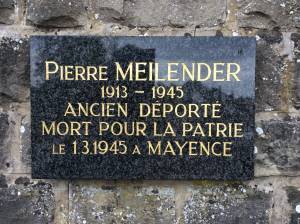 Pierre MEILENDER
1913 - 1945
ANCIEN DÉPORTÉ
MORT POUR LA PATRIE
LE 1.3.1945 A MAYENCE